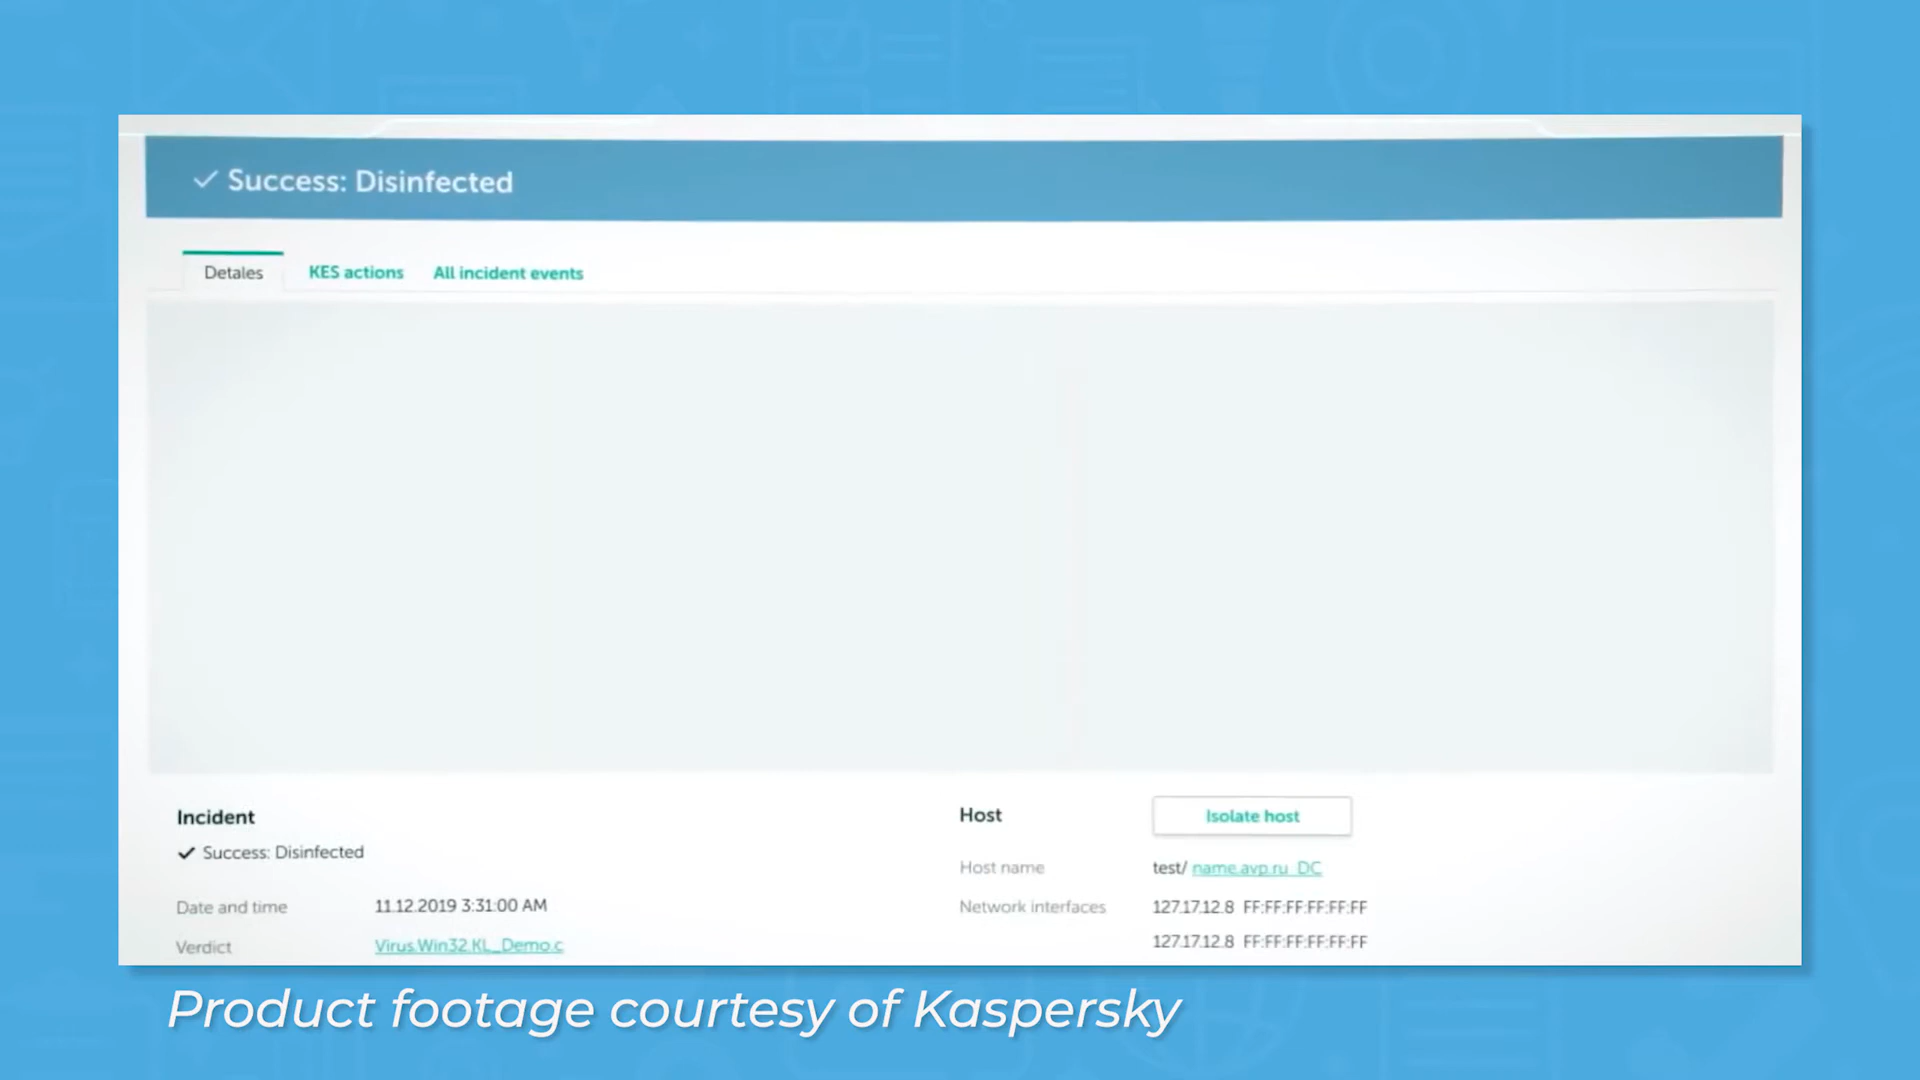 Success: Disinfected
Detales KES actions All incident events
Incident
Success: Disinfected
Date and time 11.12.2019 3:31:00 AM
Verdict Virus.Win32.KL_Demo.c
Host Isolate host
Host name test/ name.avp.ru_DC
Network interfaces 127.17.12.8 FF:FF:FF:FF:FF:FF
127.17.12.8 FF:FF:FF:FF:FF:FF
Product footage courtesy of Kaspersky